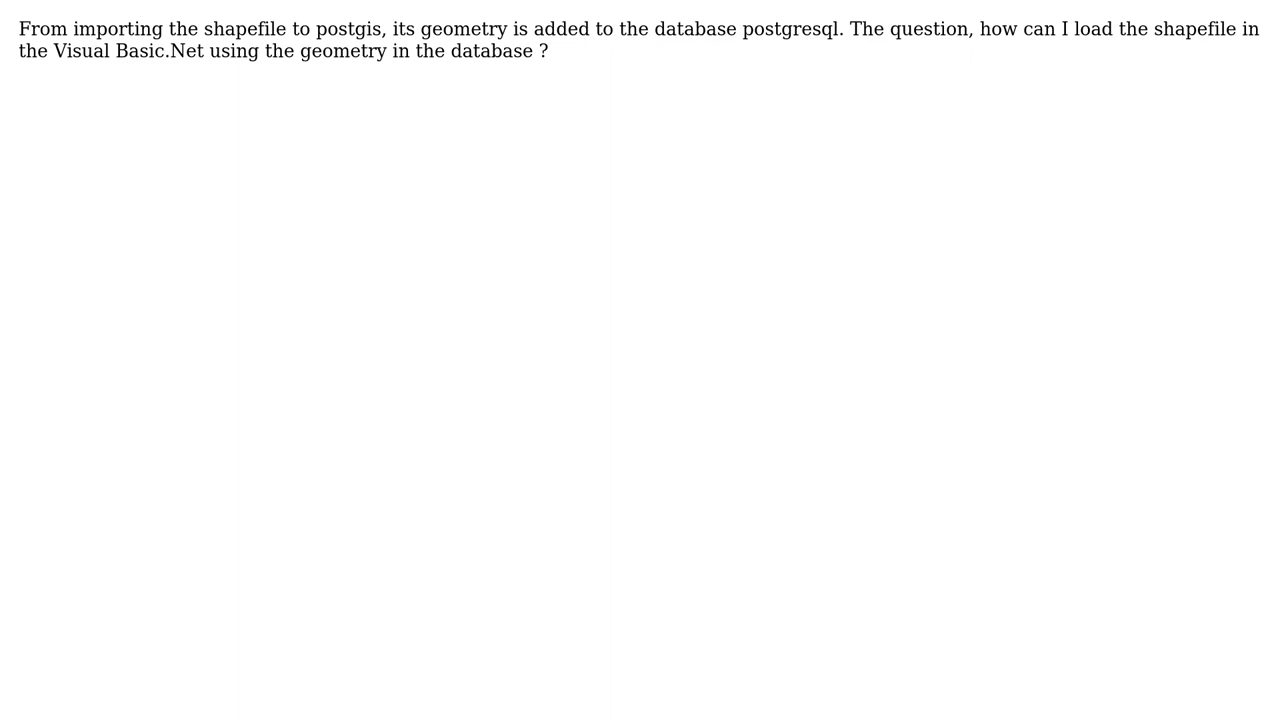 From importing the shapefile to postgis, its geometry is added to the database postgresql. The question, how can I load the shapefile in
the Visual Basic.Net using the geometry in the database ?